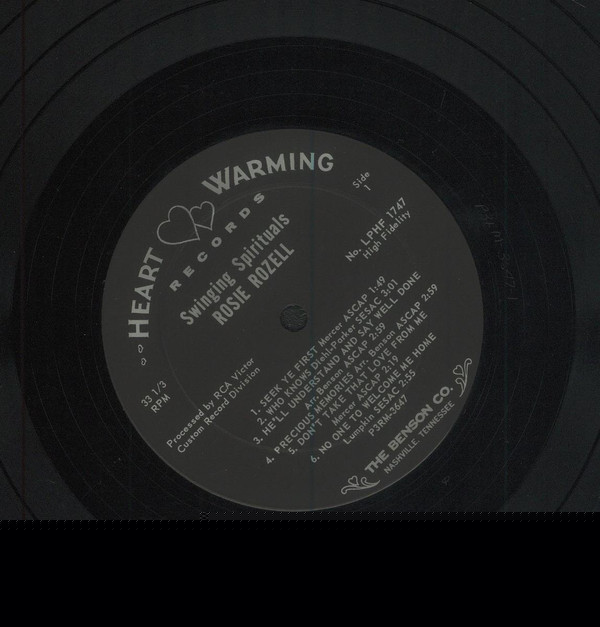 HEART WARMING
RECORDS
Side
1
Swinging Spirituals
ROSIE ROZELL
No. LPHF 1747
High Fidelity
33 1/3
RPM
Processed by RCA Victor
Custom Record Division
1. SEEK YE FIRST Mercer ASCAP 1:49
2. WHO KNOWS Diehl-Parker SESAC 3:01
3. HE'LL UNDERSTAND AND SAY WELL DONE
Arr. Benson ASCAP 2:59
4. PRECIOUS MEMORIES Arr. Benson ASCAP 2:59
5. DON'T TAKE THAT LOVE FROM ME
Mercer ASCAP 2:19
6. NO ONE TO WELCOME ME HOME
Lumpkin SESAC 2:55
P3RM-3647
THE BENSON CO.
NASHVILLE, TENNESSEE